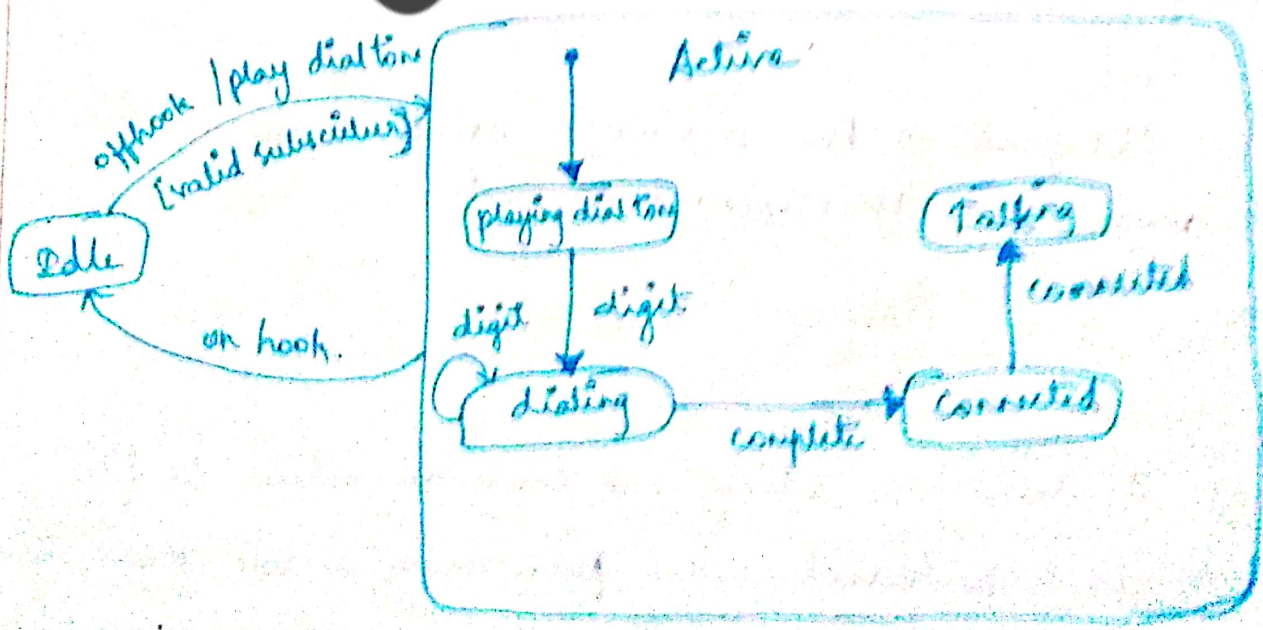 offhook / play dial tone
[valid subscriber]
Active
playing dial tone
Talking
Idle
connected
digit
digit
on hook.
dialing
connected
complete